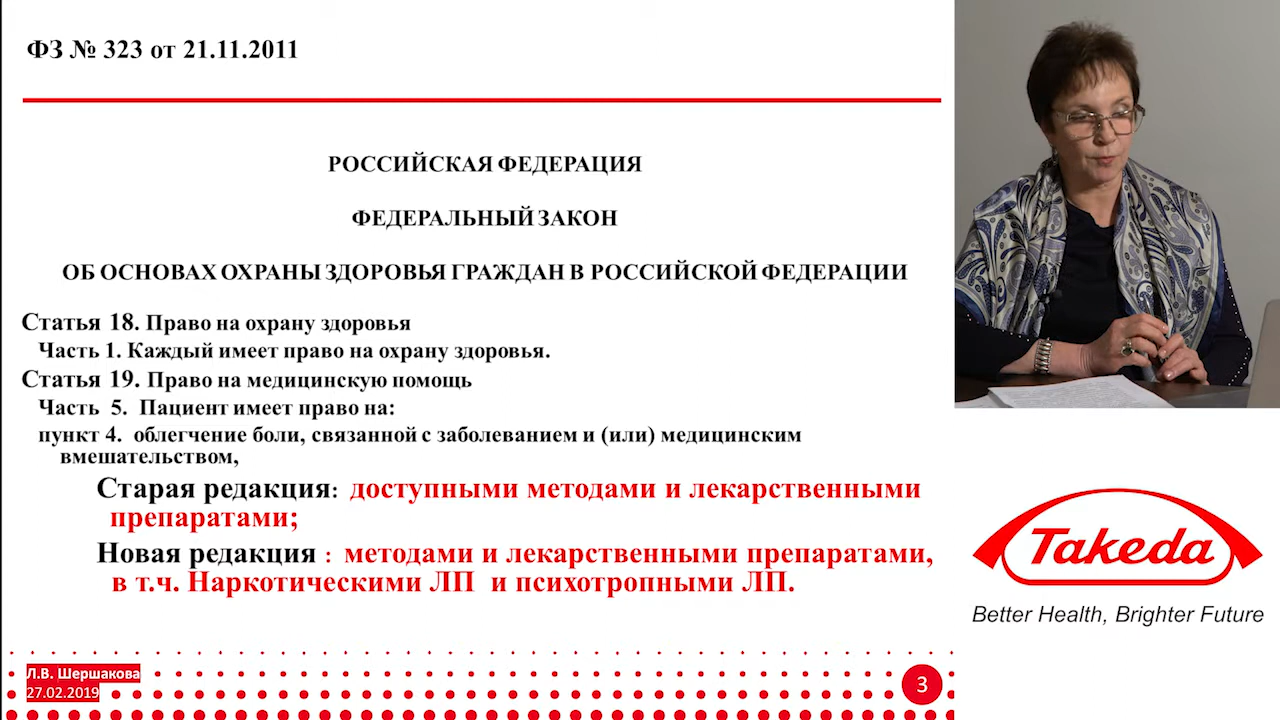 ФЗ № 323 от 21.11.2011
РОССИЙСКАЯ ФЕДЕРАЦИЯ
ФЕДЕРАЛЬНЫЙ ЗАКОН
ОБ ОСНОВАХ ОХРАНЫ ЗДОРОВЬЯ ГРАЖДАН В РОССИЙСКОЙ ФЕДЕРАЦИИ
Статья 18. Право на охрану здоровья
Часть 1. Каждый имеет право на охрану здоровья.
Статья 19. Право на медицинскую помощь
Часть 5. Пациент имеет право на:
пункт 4. облегчение боли, связанной с заболеванием и (или) медицинским
вмешательством,
Старая редакция: доступными методами и лекарственными
препаратами;
Новая редакция : методами и лекарственными препаратами,
в т.ч. Наркотическими ЛП и психотропными ЛП.
Л.В. Шершакова
27.02.2019
3
Takeda
Better Health, Brighter Future